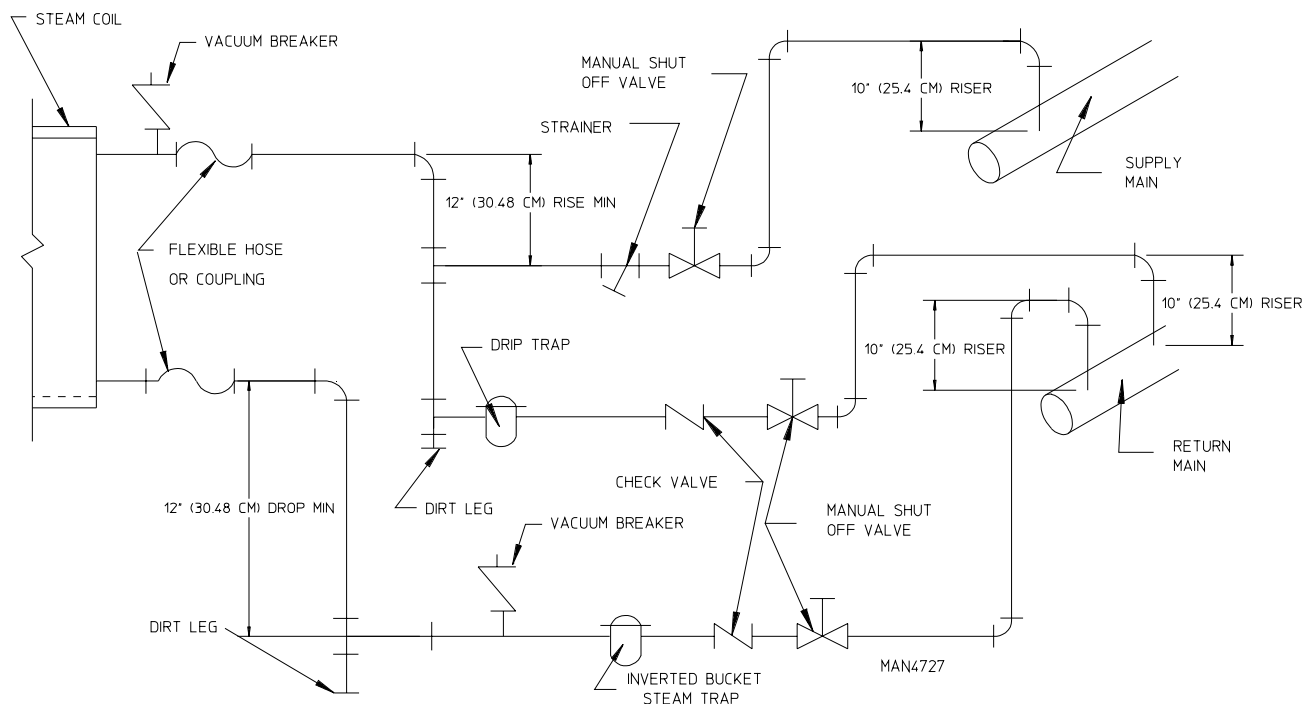 STEAM COIL
VACUUM BREAKER
MANUAL SHUT
OFF VALVE
10" (25.4 CM) RISER
STRAINER
SUPPLY
MAIN
12" (30.48 CM) RISE MIN
FLEXIBLE HOSE
OR COUPLING
10" (25.4 CM) RISER
DRIP TRAP
10" (25.4 CM) RISER
RETURN
MAIN
CHECK VALVE
12" (30.48 CM) DROP MIN
DIRT LEG
VACUUM BREAKER
MANUAL SHUT
OFF VALVE
DIRT LEG
MAN4727
INVERTED BUCKET
STEAM TRAP